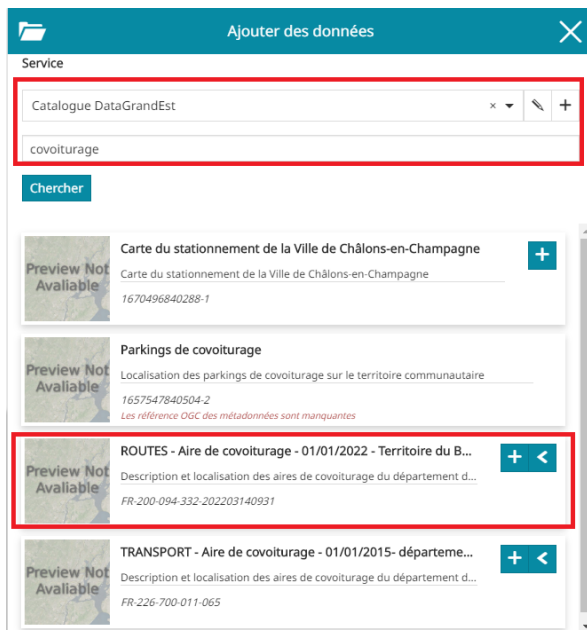 Ajouter des données
Service
Catalogue DataGrandEst
covoiturage
Chercher
Preview Not Avaliable
Carte du stationnement de la Ville de Châlons-en-Champagne
Carte du stationnement de la Ville de Châlons-en-Champagne
1670496840288-1
Preview Not Avaliable
Parkings de covoiturage
Localisation des parkings de covoiturage sur le territoire communautaire
1657547840504-2
Les référence OGC des métadonnées sont manquantes
Preview Not Avaliable
ROUTES - Aire de covoiturage - 01/01/2022 - Territoire du B...
Description et localisation des aires de covoiturage du département d...
FR-200-094-332-202203140931
Preview Not Avaliable
TRANSPORT - Aire de covoiturage - 01/01/2015- départeme...
Description et localisation des aires de covoiturage du département d...
FR-226-700-011-065